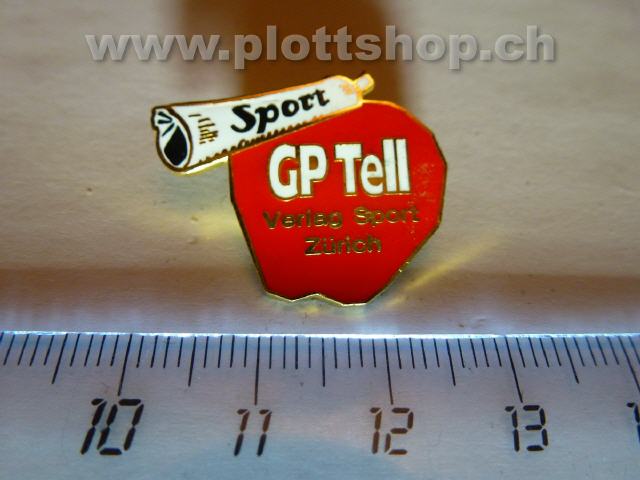 www.plottshop.ch
Sport
GP Tell
Verlag Sport
Zürich
10 11 12 13